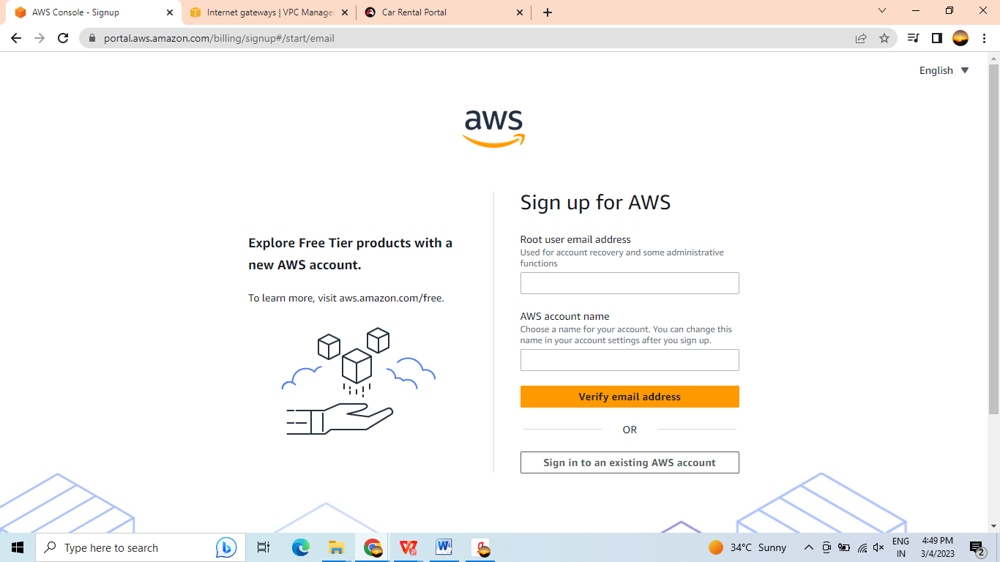 AWS Console - Signup
Internet gateways | VPC Manager
Car Rental Portal
portal.aws.amazon.com/billing/signup#/start/email
English
aws
Explore Free Tier products with a
new AWS account.
To learn more, visit aws.amazon.com/free.
Sign up for AWS
Root user email address
Used for account recovery and some administrative
functions
AWS account name
Choose a name for your account. You can change this
name in your account settings after you sign up.
Verify email address
OR
Sign in to an existing AWS account
Type here to search
34°C Sunny
ENG
IN
4:49 PM
3/4/2023
2